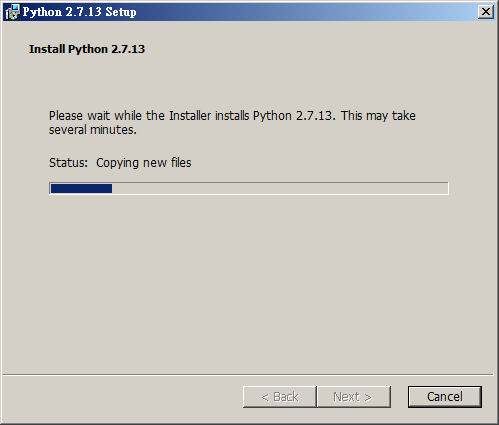 Python 2.7.13 Setup
Install Python 2.7.13
Please wait while the Installer installs Python 2.7.13. This may take
several minutes.
Status: Copying new files
< Back
Next >
Cancel